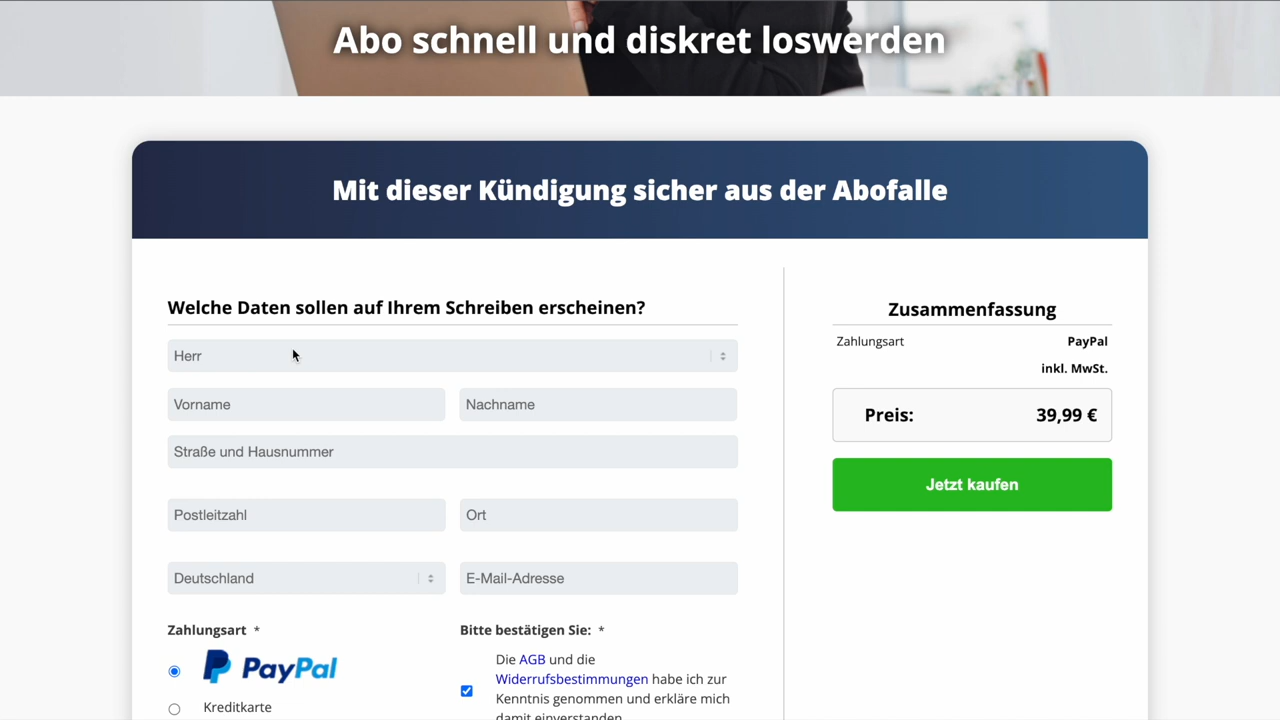 Abo schnell und diskret loswerden
Mit dieser Kündigung sicher aus der Abofalle
Welche Daten sollen auf Ihrem Schreiben erscheinen?
Herr
Vorname
Nachname
Straße und Hausnummer
Postleitzahl
Ort
Deutschland
E-Mail-Adresse
Zahlungsart *
PayPal
Kreditkarte
Bitte bestätigen Sie: *
Die AGB und die
Widerrufsbestimmungen habe ich zur
Kenntnis genommen und erkläre mich
damit einverstanden
Zusammenfassung
Zahlungsart PayPal
inkl. MwSt.
Preis: 39,99 €
Jetzt kaufen